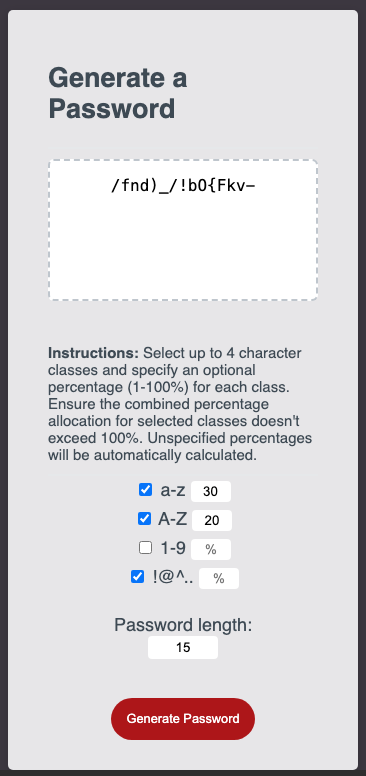 Generate a
Password
/fnd)_/!bO{Fkv–
Instructions: Select up to 4 character
classes and specify an optional
percentage (1-100%) for each class.
Ensure the combined percentage
allocation for selected classes doesn't
exceed 100%. Unspecified percentages
will be automatically calculated.
a-z 30
A-Z 20
1-9 %
!@^.. %
Password length:
15
Generate Password